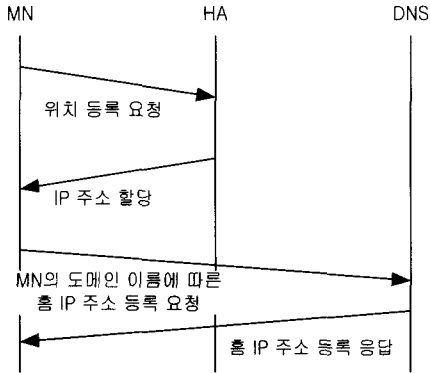 MN HA DNS
위치 등록 요청
IP 주소 할당
MN의 도메인 이름에 따른
홈 IP 주소 등록 요청
홈 IP 주소 등록 응답